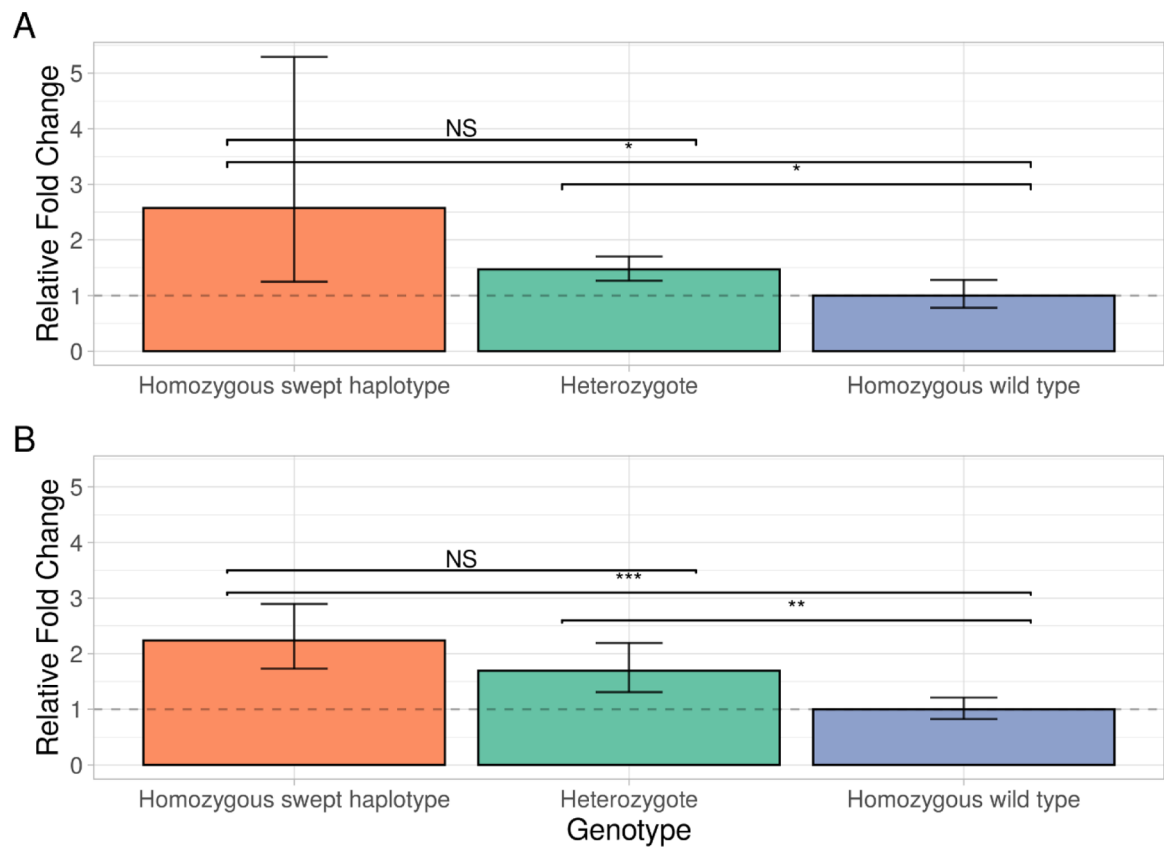 A
Relative Fold Change
5
4
3
2
1
0
NS
*
*
Homozygous swept haplotype
Heterozygote
Homozygous wild type
B
Relative Fold Change
5
4
3
2
1
0
NS
***
**
Homozygous swept haplotype
Heterozygote
Homozygous wild type
Genotype